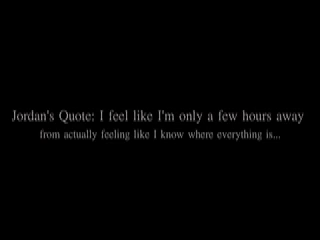 Jordan's Quote: I feel like I'm only a few hours away
from actually feeling like I know where everything is...